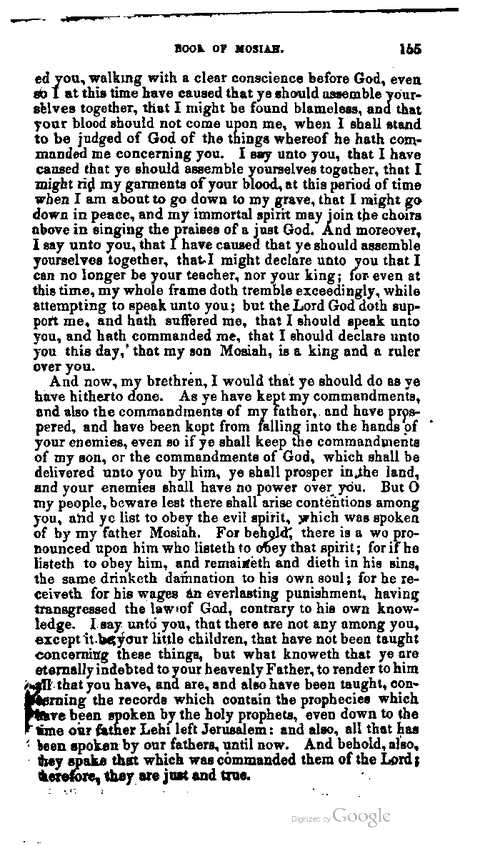 BOOK OF MOSIAH. 155
ed you, walking with a clear conscience before God, even
so I at this time have caused that ye should assemble your-
selves together, that I might be found blameless, and that
your blood should not come upon me, when I shall stand
to be judged of God of the things whereof he hath com-
manded me concerning you. I say unto you, that I have
caused that ye should assemble yourselves together, that I
might rid my garments of your blood, at this period of time
when I am about to go down to my grave, that I might go
down in peace, and my immortal spirit may join the choirs
above in singing the praises of a just God. And moreover,
I say unto you, that I have caused that ye should assemble
yourselves together, that I might declare unto you that I
can no longer be your teacher, nor your king; for even at
this time, my whole frame doth tremble exceedingly, while
attempting to speak unto you; but the Lord God doth sup-
port me, and hath suffered me, that I should speak unto
you, and hath commanded me, that I should declare unto
you this day, that my son Mosiah, is a king and a ruler
over you.
And now, my brethren, I would that ye should do as ye
have hitherto done. As ye have kept my commandments,
and also the commandments of my father, and have pros-
pered, and have been kept from falling into the hands of
your enemies, even so if ye shall keep the commandments
of my son, or the commandments of God, which shall be
delivered unto you by him, ye shall prosper in the land,
and your enemies shall have no power over you. But O
my people, beware lest there shall arise contentions among
you, and ye list to obey the evil spirit, which was spoken
of by my father Mosiah. For behold, there is a wo pro-
nounced upon him who listeth to obey that spirit; for if he
listeth to obey him, and remaineth and dieth in his sins,
the same drinketh damnation to his own soul; for he re-
ceiveth for his wages an everlasting punishment, having
transgressed the law of God, contrary to his own know-
ledge. I say unto you, that there are not any among you,
except it be your little children, that have not been taught
concerning these things, but what knoweth that ye are
eternally indebted to your heavenly Father, to render to him
all that you have, and are, and also have been taught, con-
cerning the records which contain the prophecies which
have been spoken by the holy prophets, even down to the
time our father Lehi left Jerusalem: and also, all that has
been spoken by our fathers, until now. And behold, also,
they spake that which was commanded them of the Lord;
therefore, they are just and true.
Digitized by Google